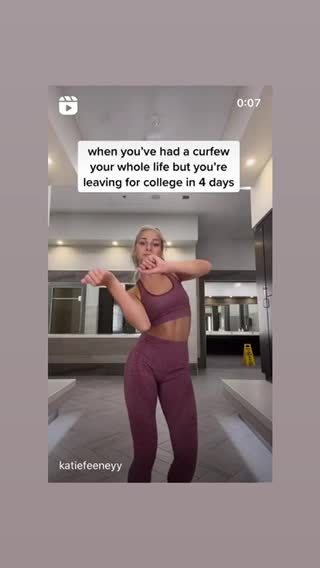 0:07
when you've had a curfew
your whole life but you're
leaving for college in 4 days
katiefeeneyy